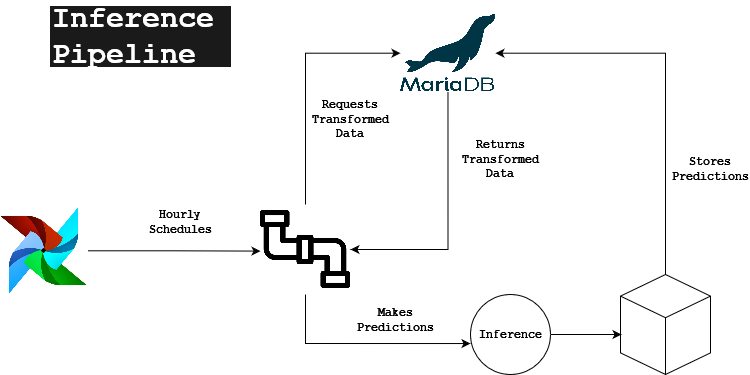 Inference
Pipeline
MariaDB
Requests
Transformed
Data
Returns
Transformed
Data
Stores
Predictions
Hourly
Schedules
Makes
Predictions
Inference